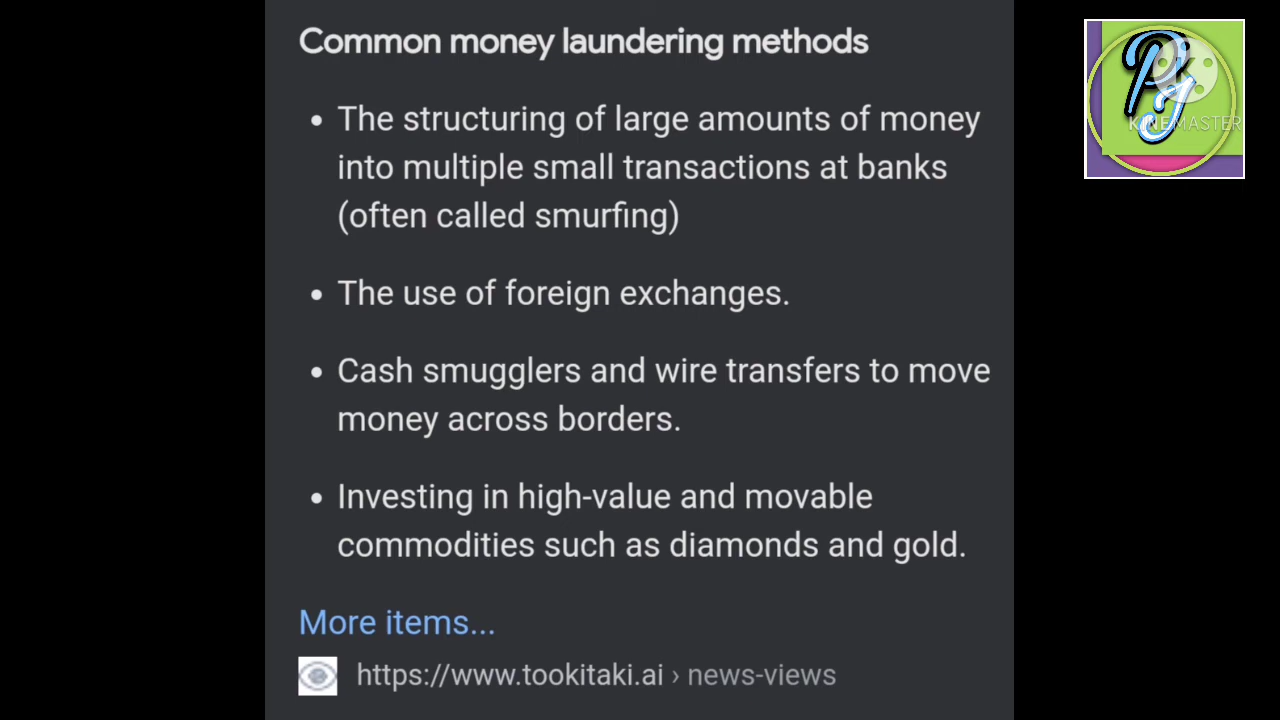 Common money laundering methods
• The structuring of large amounts of money
into multiple small transactions at banks
(often called smurfing)
• The use of foreign exchanges.
• Cash smugglers and wire transfers to move
money across borders.
• Investing in high-value and movable
commodities such as diamonds and gold.
More items...
https://www.tookitaki.ai › news-views
K
KINEMASTER